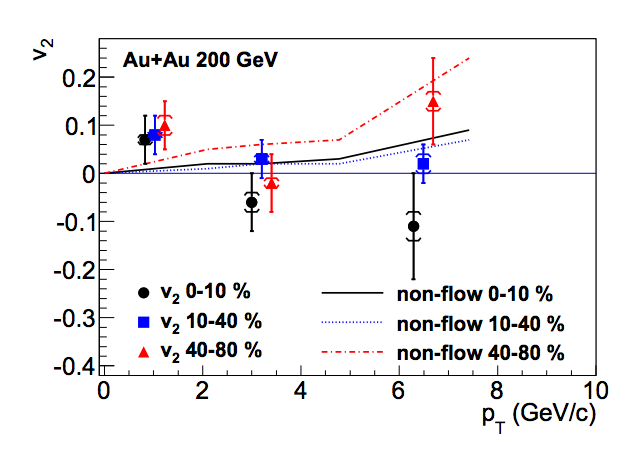 v2
Au+Au 200 GeV
0.2
0.1
0
-0.1
-0.2
-0.3
-0.4
v2 0-10 %
v2 10-40 %
v2 40-80 %
non-flow 0-10 %
non-flow 10-40 %
non-flow 40-80 %
0 2 4 6 8 10
pT (GeV/c)